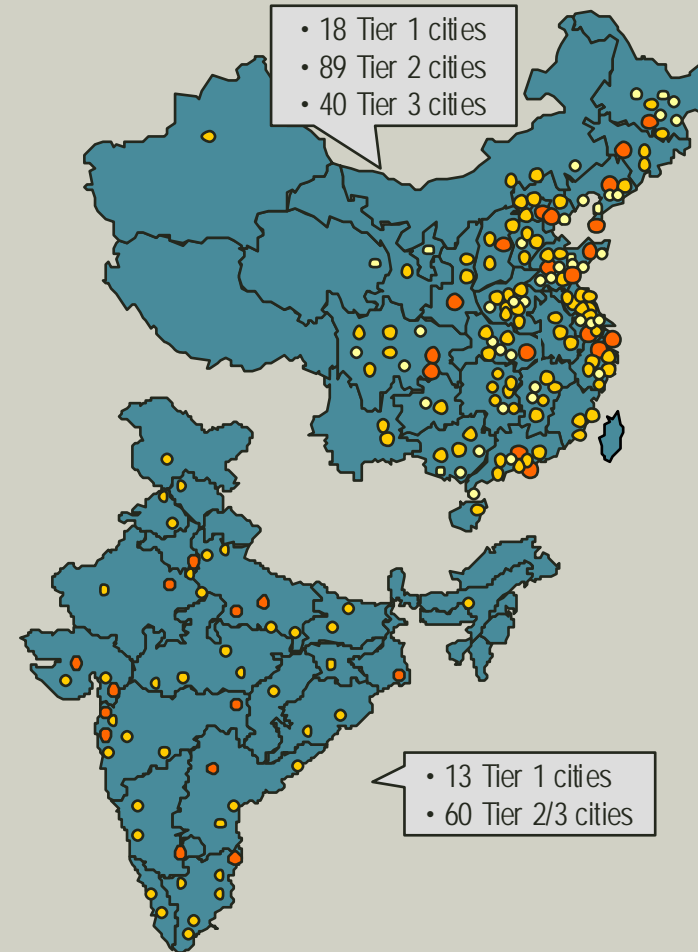 • 18 Tier 1 cities
• 89 Tier 2 cities
• 40 Tier 3 cities
• 13 Tier 1 cities
• 60 Tier 2/3 cities